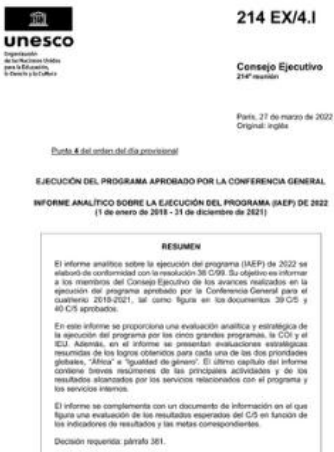 unesco
Organización
de las Naciones Unidas
para la Educación,
la Ciencia y la Cultura
214 EX/4.I
Consejo Ejecutivo
214ª reunión
París, 27 de marzo de 2022
Original: inglés
Punto 4 del orden del día provisional
EJECUCIÓN DEL PROGRAMA APROBADO POR LA CONFERENCIA GENERAL
INFORME ANALÍTICO SOBRE LA EJECUCIÓN DEL PROGRAMA (IAEP) DE 2022
(1 de enero de 2018 - 31 de diciembre de 2021)
RESUMEN
El informe analítico sobre la ejecución del programa (IAEP) de 2022 se
elaboró de conformidad con la resolución 38 C/99. Su objetivo es informar
a los miembros del Consejo Ejecutivo de los avances realizados en la
ejecución del programa aprobado por la Conferencia General para el
cuatrienio 2018-2021, tal como figura en los documentos 39 C/5 y
40 C/5 aprobados.
En este informe se proporciona una evaluación analítica y estratégica de
la ejecución del programa por los cinco grandes programas, la COI y el
IEU. Además, en el informe se presentan evaluaciones estratégicas
resumidas de los logros obtenidos para cada una de las dos prioridades
globales, "África" e "Igualdad de género". El último capítulo del informe
contiene breves resúmenes de las principales actividades y de los
resultados alcanzados por los servicios relacionados con el programa y
los servicios internos.
El informe se complementa con un documento de información en el que
figura una evaluación de los resultados esperados del C/5 en función de
los indicadores de resultados y las metas correspondientes.
Decisión requerida: párrafo 381.